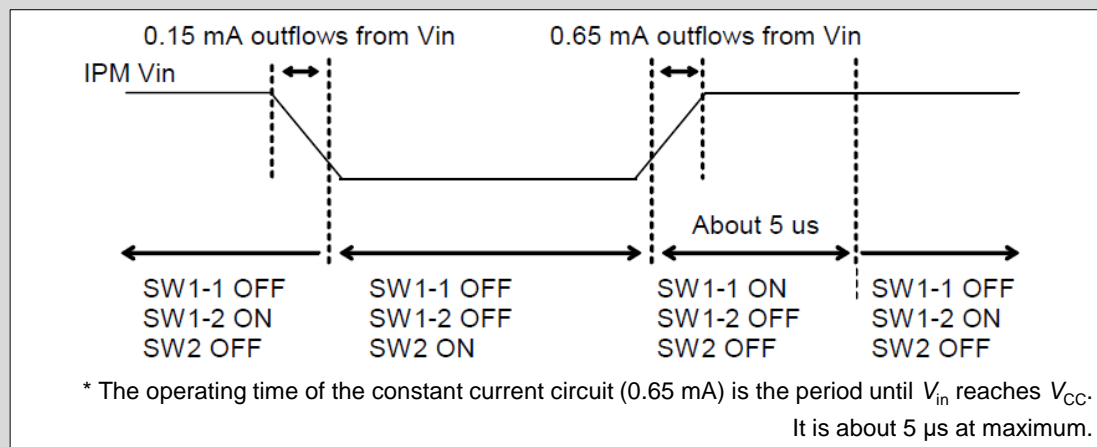 0.15 mA outflows from Vin 0.65 mA outflows from Vin
IPM Vin
About 5 us
SW1-1 OFF SW1-1 OFF SW1-1 ON SW1-1 OFF
SW1-2 ON SW1-2 OFF SW1-2 OFF SW1-2 ON
SW2 OFF SW2 ON SW2 OFF SW2 OFF
* The operating time of the constant current circuit (0.65 mA) is the period until Vin reaches VCC.
It is about 5 µs at maximum.